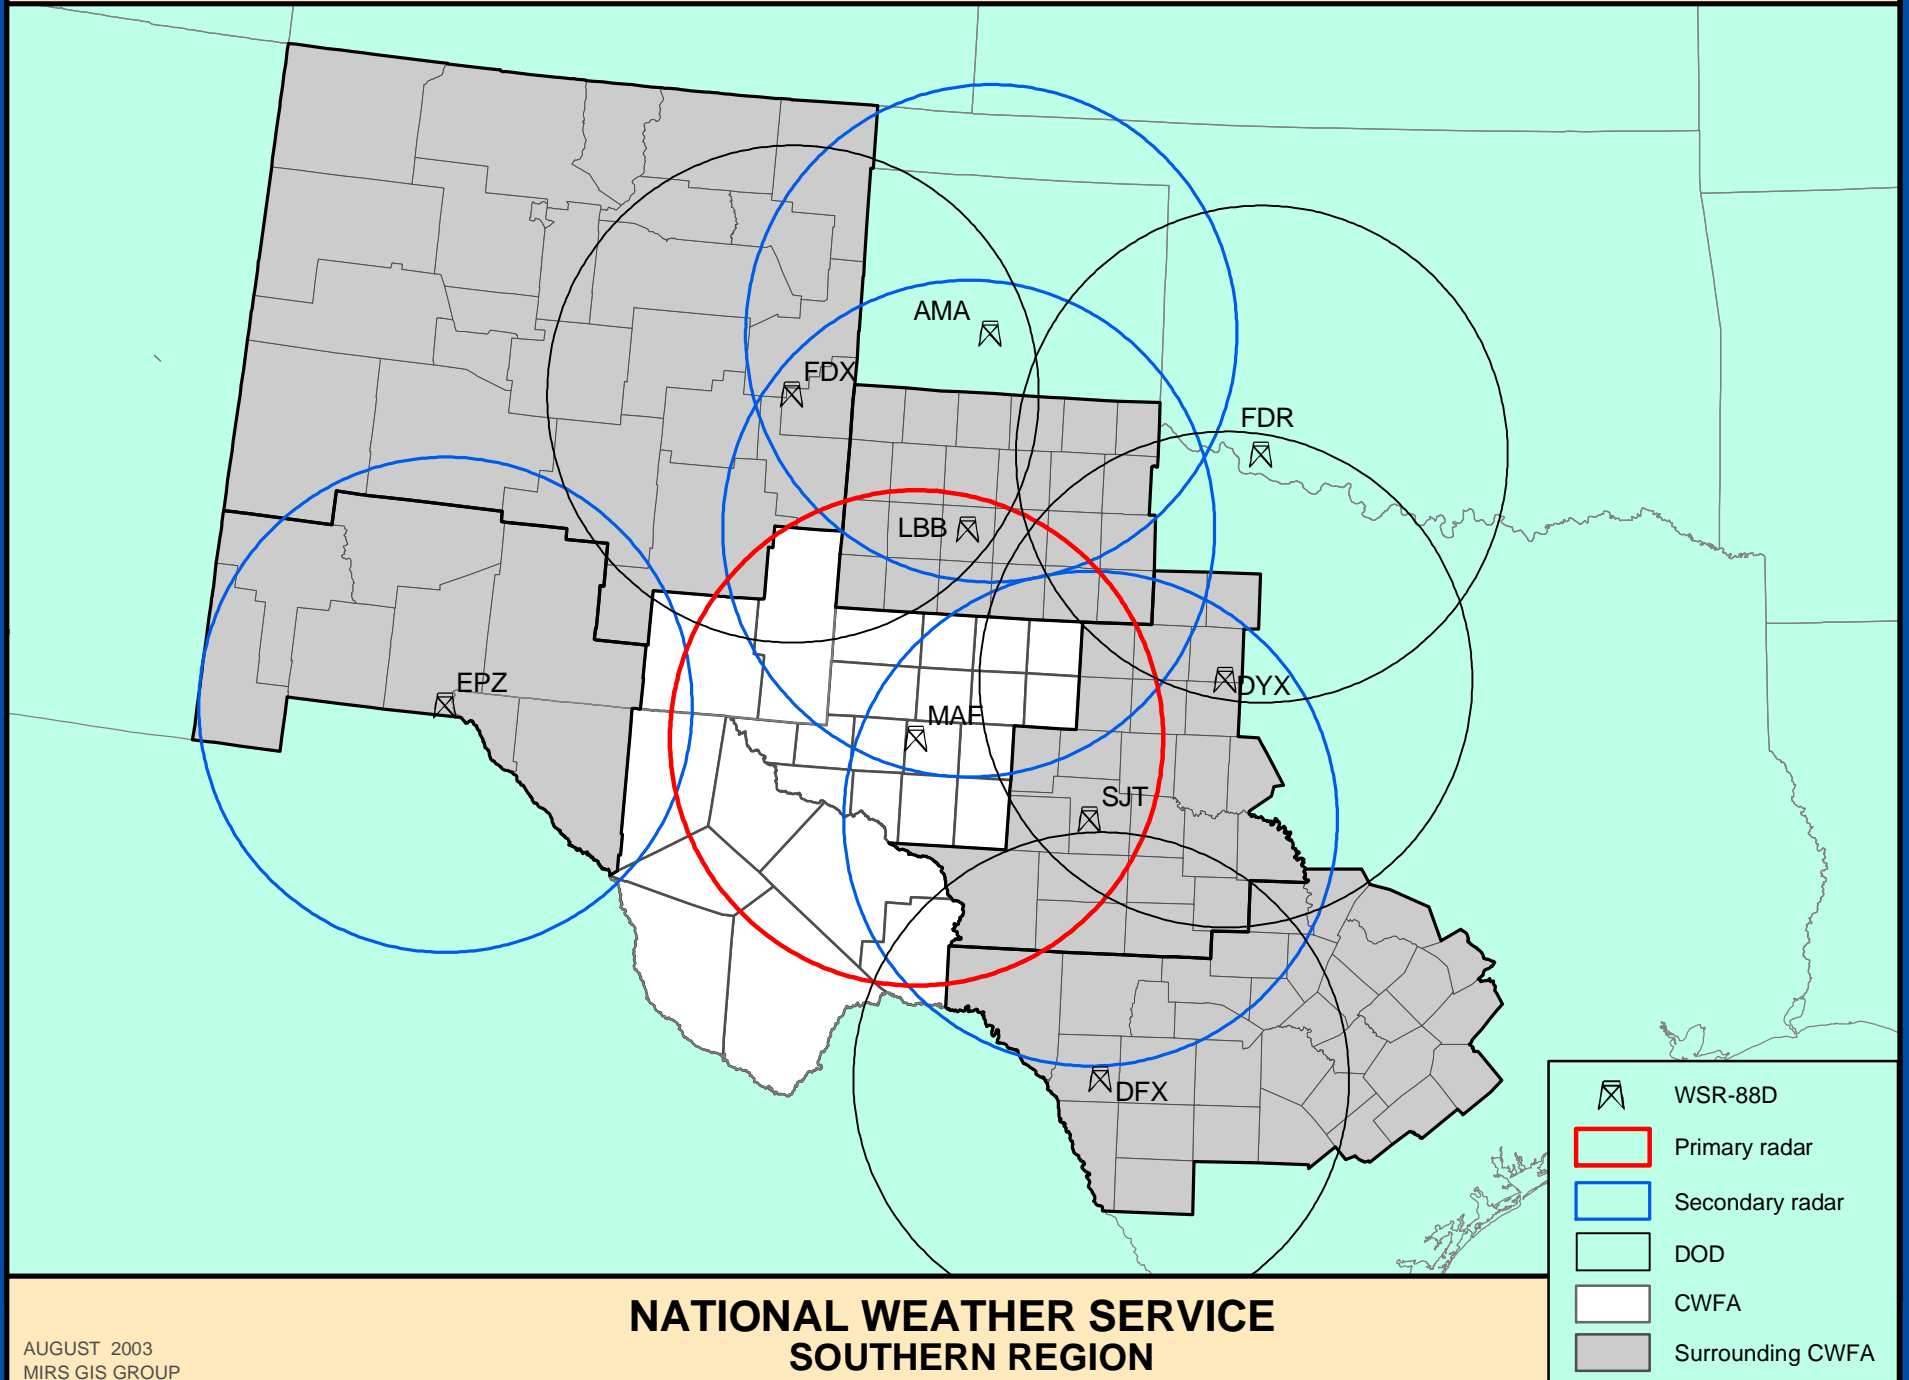 AMA
FDX
FDR
LBB
EPZ
DYX
MAF
SJT
DFX
WSR-88D
Primary radar
Secondary radar
DOD
CWFA
Surrounding CWFA
NATIONAL WEATHER SERVICE
SOUTHERN REGION
AUGUST 2003
MIRS GIS GROUP